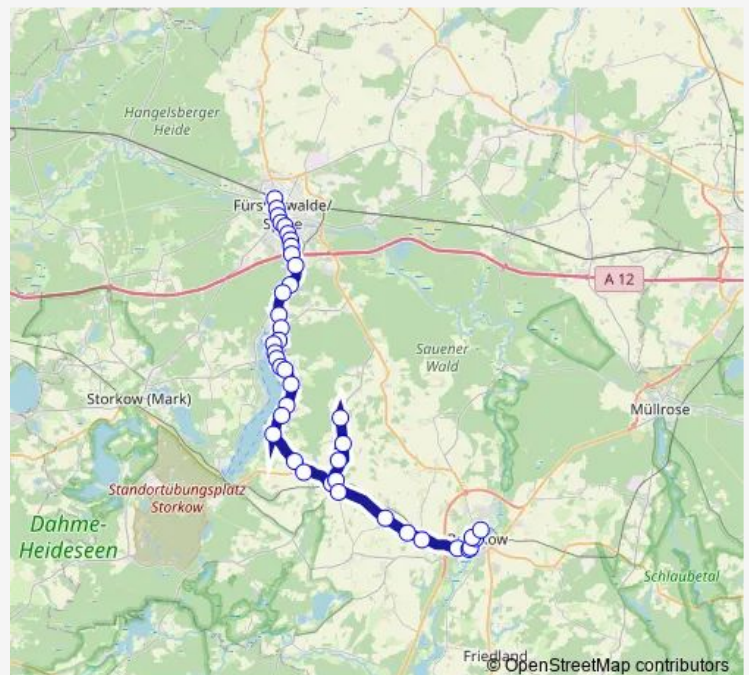 Hangelsberger
Heide
Fürs walde/
S
A 12
Sauener
Wald
Storkow (Mark)
Müllrose
Standortübungsplatz
Storkow
Dahme-
Heideseen
kow
Schlaubetal
Friedland
© OpenStreetMap contributors